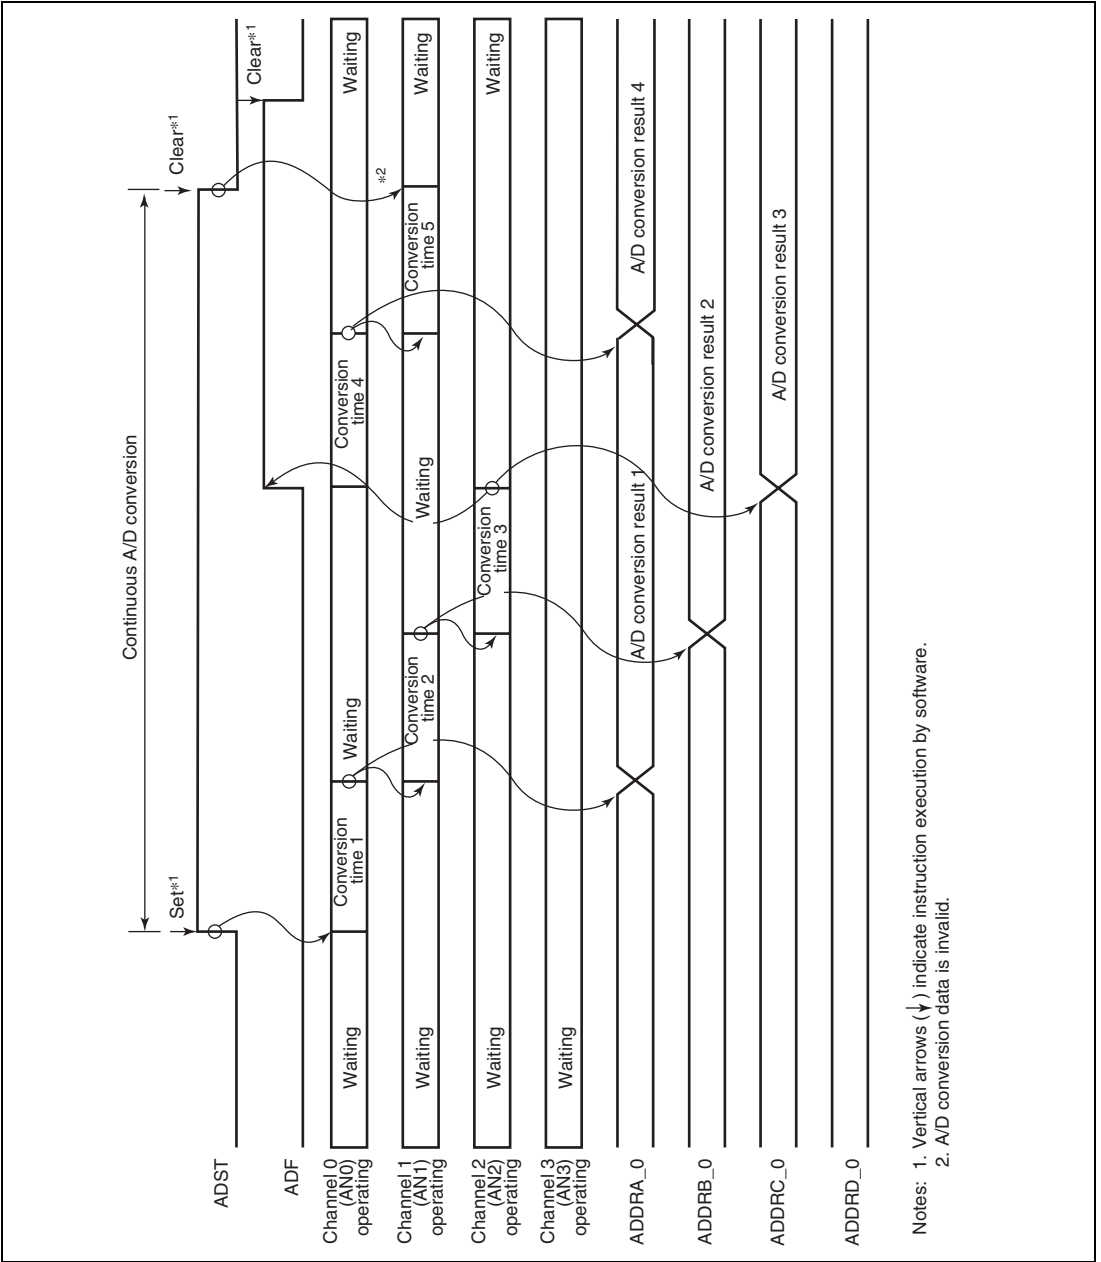 Continuous A/D conversion
Set*1
Clear*1
ADST
Clear*1
ADF
Channel 0
(AN0)
operating
Waiting
Conversion
time 1
Waiting
Conversion
time 4
Waiting
Channel 1
(AN1)
operating
Waiting
Conversion
time 2
Waiting
Conversion
time 5
*2
Waiting
Channel 2
(AN2)
operating
Waiting
Conversion
time 3
Waiting
Channel 3
(AN3)
operating
Waiting
ADDRA_0
A/D conversion result 1
A/D conversion result 4
ADDRB_0
A/D conversion result 2
ADDRC_0
A/D conversion result 3
ADDRD_0
Notes: 1. Vertical arrows (↓) indicate instruction execution by software.
2. A/D conversion data is invalid.